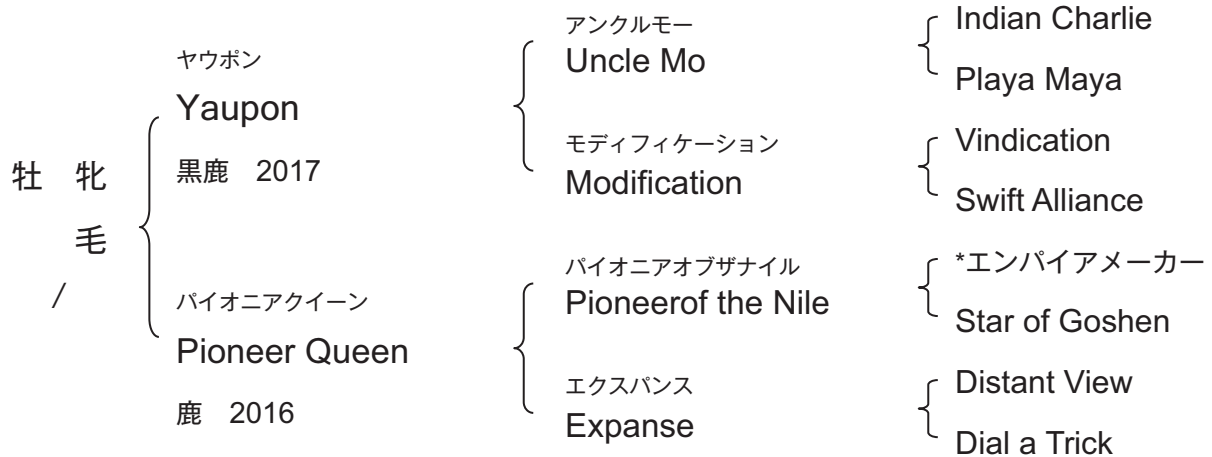 牡 牝
毛
/
ヤウポン
Yaupon
黒鹿 2017
パイオニアクイーン
Pioneer Queen
鹿 2016
アンクルモー
Uncle Mo
モディフィケーション
Modification
パイオニアオブザナイル
Pioneerof the Nile
エクスパンス
Expanse
Indian Charlie
Playa Maya
Vindication
Swift Alliance
*エンパイアメーカー
Star of Goshen
Distant View
Dial a Trick